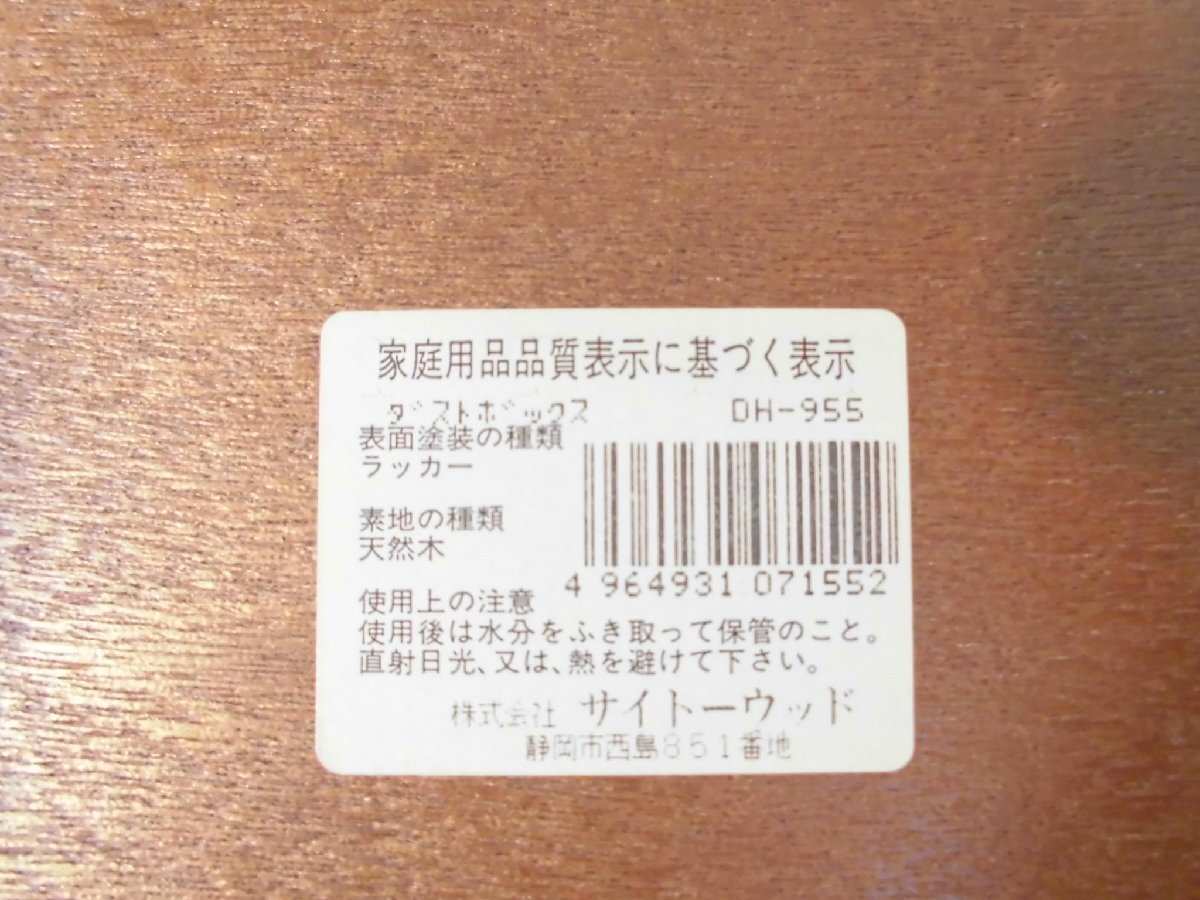 家庭用品品質表示に基づく表示
ダストボックス DH-955
表面塗装の種類
ラッカー
素地の種類
天然木
4 964931 071552
使用上の注意
使用後は水分をふき取って保管のこと。
直射日光、又は、熱を避けて下さい。
株式会社 サイトーウッド
静岡市西島851番地